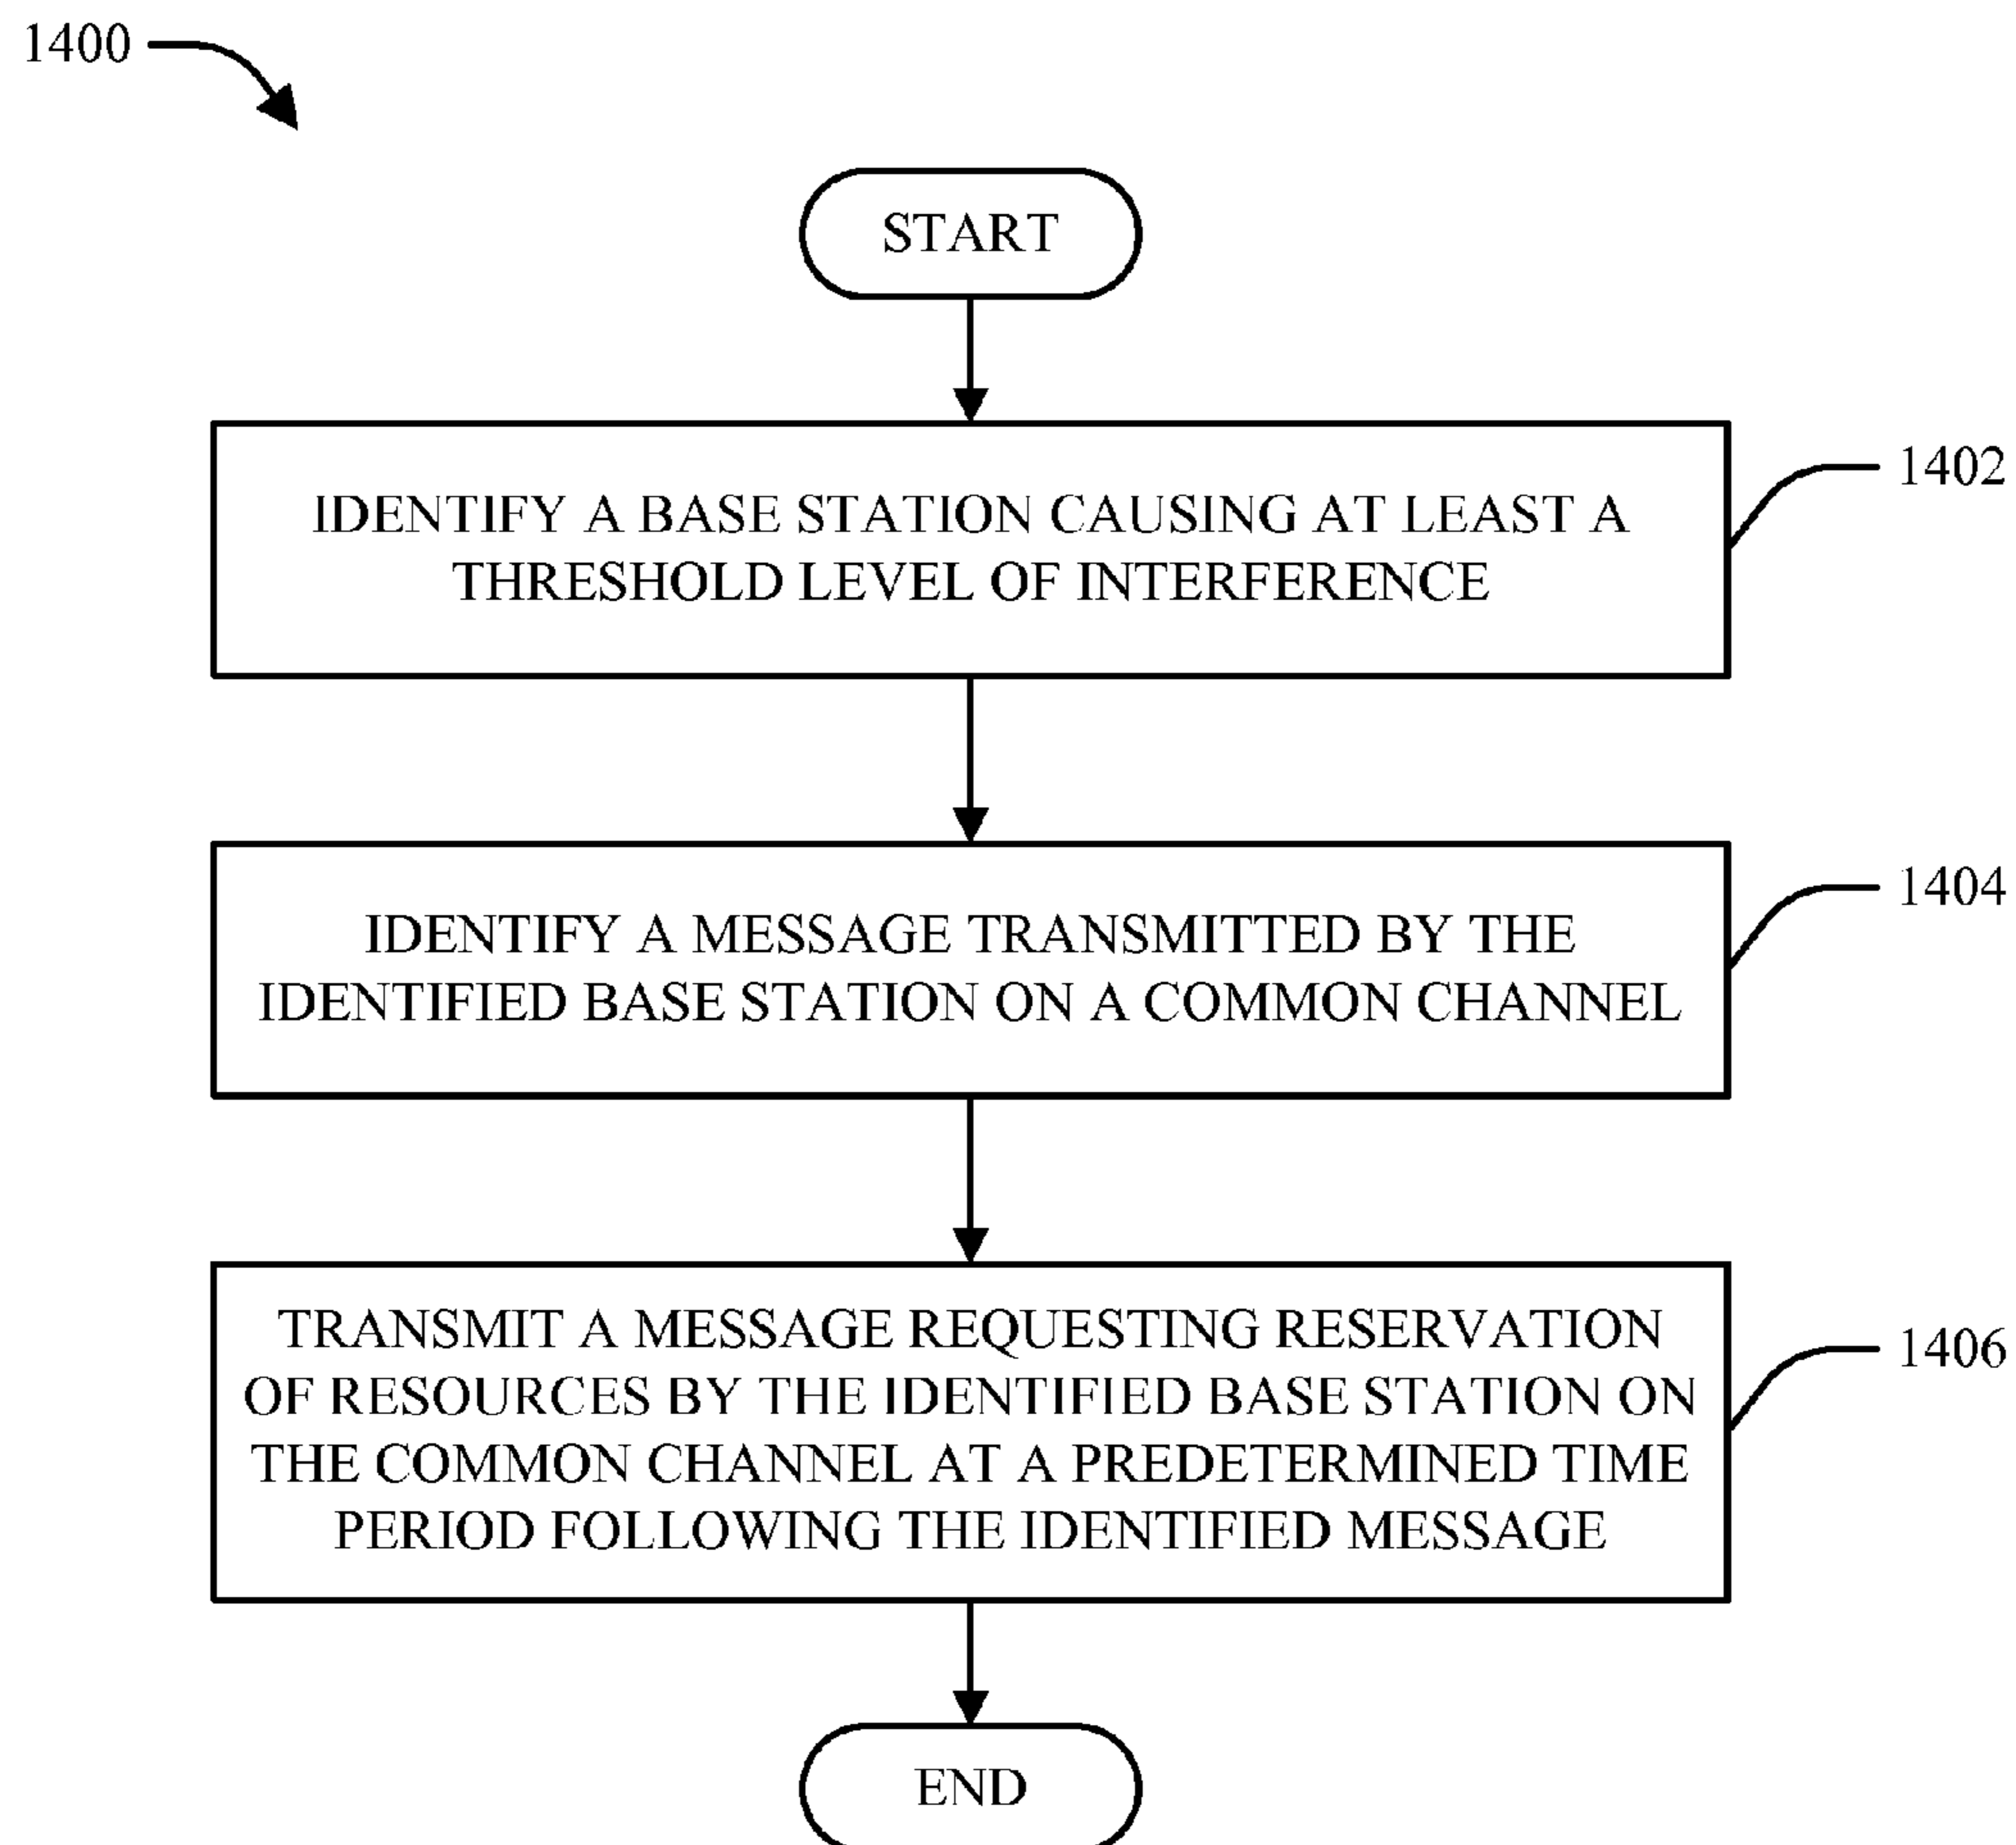 1400
START
IDENTIFY A BASE STATION CAUSING AT LEAST A
THRESHOLD LEVEL OF INTERFERENCE
1402
IDENTIFY A MESSAGE TRANSMITTED BY THE
IDENTIFIED BASE STATION ON A COMMON CHANNEL
1404
TRANSMIT A MESSAGE REQUESTING RESERVATION
OF RESOURCES BY THE IDENTIFIED BASE STATION ON
THE COMMON CHANNEL AT A PREDETERMINED TIME
PERIOD FOLLOWING THE IDENTIFIED MESSAGE
1406
END